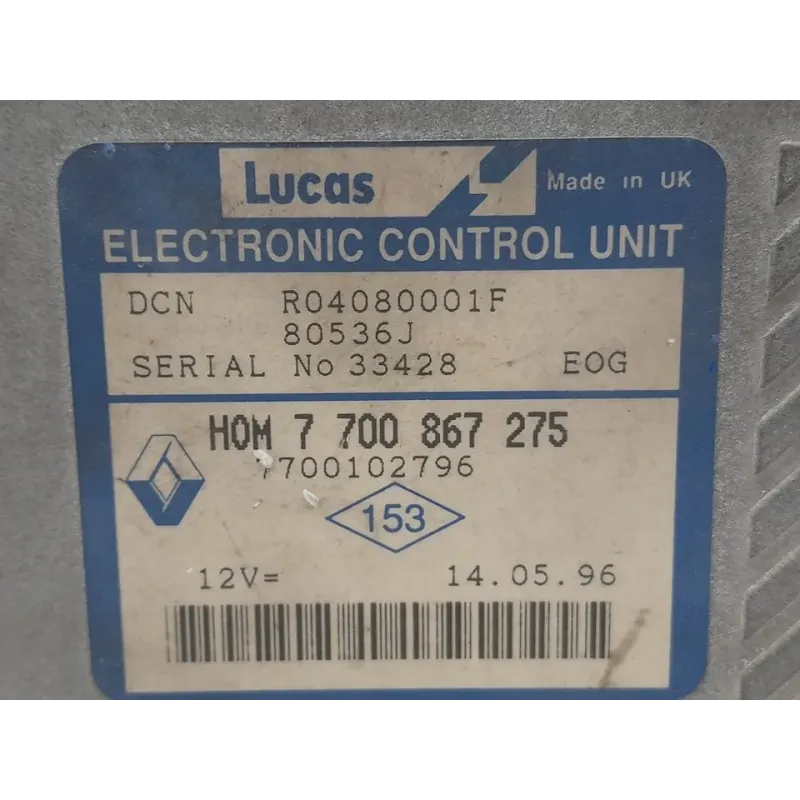 Lucas Made in UK
ELECTRONIC CONTROL UNIT
DCN R04080001F
80536J
SERIAL No 33428 EOG
HOM 7 700 867 275
7700102796
153
12V= 14.05.96